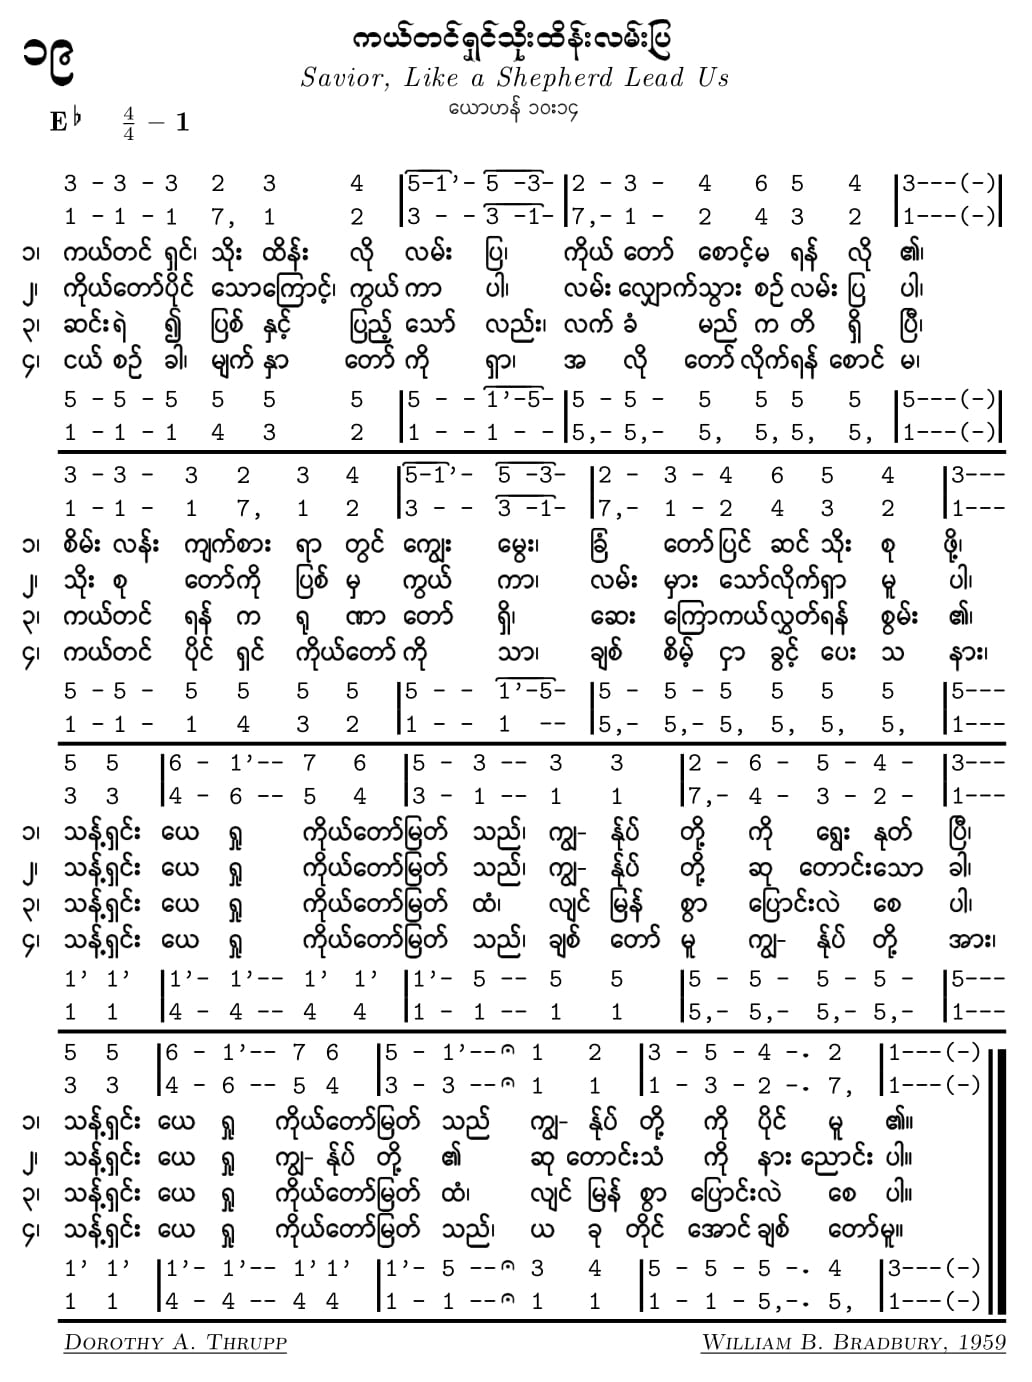 ၁၉
ကယ်တင်ရှင်သိုးထိန်းလမ်းပြ
Savior, Like a Shepherd Lead Us
ယောဟန် ၁၀း၁၄
E♭ 4/4 – 1
3 - 3 - 3 2 3 4 |5-1’- 5 -3- |2 - 3 - 4 6 5 4 |3---(-)|
1 - 1 - 1 7, 1 2 |3 - - 3 -1- |7,- 1 - 2 4 3 2 |1---(-)|
၁၊ ကယ်တင် ရှင်၊ သိုး ထိန်း လို လမ်း ပြ၊ ကိုယ် တော် စောင့်မ ရန် လို ၏၊
၂၊ ကိုယ်တော်ပိုင် သောကြောင့်၊ ကွယ် ကာ ပါ၊ လမ်း လျှောက်သွား စဉ် လမ်း ပြ ပါ၊
၃၊ ဆင်းရဲ ၍ ပြစ် နှင့် ပြည့် သော် လည်း၊ လက် ခံ မည် က တိ ရှိ ပြီ၊
၄၊ ငယ် စဉ် ခါ၊ မျက် နှာ တော် ကို ရှာ၊ အ လို တော် လိုက်ရန် စောင် မ၊
5 - 5 - 5 5 5 5 |5 - - 1’-5- |5 - 5 - 5 5 5 5 |5---(-)|
1 - 1 - 1 4 3 2 |1 - - 1 - - |5,- 5,- 5, 5, 5, 5, |1---(-)|
3 - 3 - 3 2 3 4 |5-1’- 5 -3- |2 - 3 - 4 6 5 4 |3---
1 - 1 - 1 7, 1 2 |3 - - 3 -1- |7,- 1 - 2 4 3 2 |1---
၁၊ စိမ်း လန်း ကျက်စား ရာ တွင် ကျွေး မွေး၊ ခြံ တော် ပြင် ဆင် သိုး စု ဖို့၊
၂၊ သိုး စု တော်ကို ပြစ် မှ ကွယ် ကာ၊ လမ်း မှား သော်လိုက်ရှာ မူ ပါ၊
၃၊ ကယ်တင် ရန် က ရု ဏာ တော် ရှိ၊ ဆေး ကြောကယ်လွှတ်ရန် စွမ်း ၏၊
၄၊ ကယ်တင် ပိုင် ရှင် ကိုယ်တော် ကို သာ၊ ချစ် စိမ့် ငှာ ခွင့် ပေး သ နား၊
5 - 5 - 5 5 5 5 |5 - - 1’-5- |5 - 5 - 5 5 5 5 |5---
1 - 1 - 1 4 3 2 |1 - - 1 -- |5,- 5,- 5, 5, 5, 5, |1---
5 5 |6 - 1’-- 7 6 |5 - 3 -- 3 3 |2 - 6 - 5 - 4 - |3---
3 3 |4 - 6 -- 5 4 |3 - 1 -- 1 1 |7,- 4 - 3 - 2 - |1---
၁၊ သန့်ရှင်း ယေ ရှု ကိုယ်တော်မြတ် သည်၊ ကျွ- န်ုပ် တို့ ကို ရွေး နုတ် ပြီ၊
၂၊ သန့်ရှင်း ယေ ရှု ကိုယ်တော်မြတ် သည်၊ ကျွ- န်ုပ် တို့ ဆု တောင်းသော ခါ၊
၃၊ သန့်ရှင်း ယေ ရှု ကိုယ်တော်မြတ် ထံ၊ လျင် မြန် စွာ ပြောင်းလဲ စေ ပါ၊
၄၊ သန့်ရှင်း ယေ ရှု ကိုယ်တော်မြတ် သည်၊ ချစ် တော် မူ ကျွ- န်ုပ် တို့ အား၊
1’ 1’ |1’- 1’-- 1’ 1’ |1’- 5 -- 5 5 |5 - 5 - 5 - 5 - |5---
1 1 |4 - 4 -- 4 4 |1 - 1 -- 1 1 |5,- 5,- 5,- 5,- |1---
5 5 |6 - 1’-- 7 6 |5 - 1’--𝄐 1 2 |3 - 5 - 4 -. 2 |1---(-)
3 3 |4 - 6 -- 5 4 |3 - 3 --𝄐 1 1 |1 - 3 - 2 -. 7, |1---(-)
၁၊ သန့်ရှင်း ယေ ရှု ကိုယ်တော်မြတ် သည် ကျွ- န်ုပ် တို့ ကို ပိုင် မူ ၏။
၂၊ သန့်ရှင်း ယေ ရှု ကျွ- န်ုပ် တို့ ၏ ဆု တောင်းသံ ကို နား ညောင်း ပါ။
၃၊ သန့်ရှင်း ယေ ရှု ကိုယ်တော်မြတ် ထံ၊ လျင် မြန် စွာ ပြောင်းလဲ စေ ပါ။
၄၊ သန့်ရှင်း ယေ ရှု ကိုယ်တော်မြတ် သည်၊ ယ ခု တိုင် အောင် ချစ် တော်မူ။
1’ 1’ |1’- 1’-- 1’ 1’ |1’- 5 --𝄐 3 4 |5 - 5 - 5 -. 4 |3---(-)
1 1 |4 - 4 -- 4 4 |1 - 1 --𝄐 1 1 |1 - 1 - 5,-. 5, |1---(-)
Dorothy A. Thrupp
William B. Bradbury, 1959